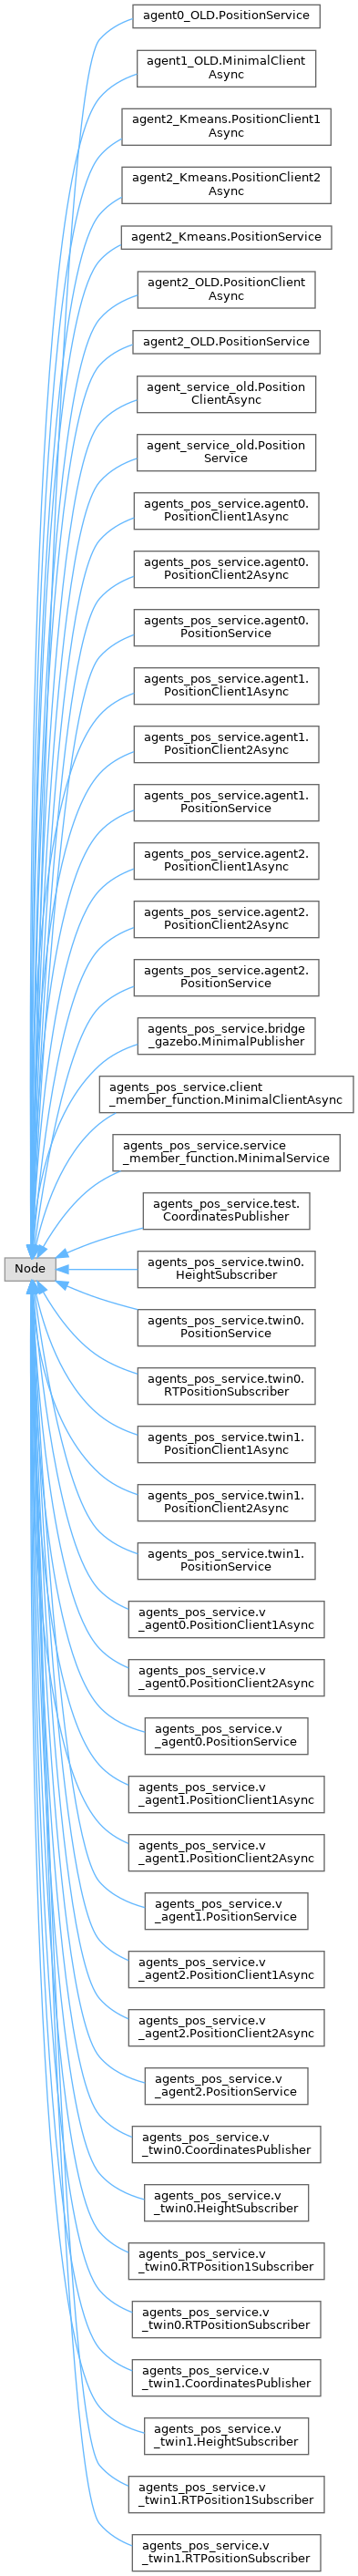 agent0_OLD.PositionService
agent1_OLD.MinimalClient
Async
agent2_Kmeans.PositionClient1
Async
agent2_Kmeans.PositionClient2
Async
agent2_Kmeans.PositionService
agent2_OLD.PositionClient
Async
agent2_OLD.PositionService
agent_service_old.Position
ClientAsync
agent_service_old.Position
Service
agents_pos_service.agent0.
PositionClient1Async
agents_pos_service.agent0.
PositionClient2Async
agents_pos_service.agent0.
PositionService
agents_pos_service.agent1.
PositionClient1Async
agents_pos_service.agent1.
PositionClient2Async
agents_pos_service.agent1.
PositionService
agents_pos_service.agent2.
PositionClient1Async
agents_pos_service.agent2.
PositionClient2Async
agents_pos_service.agent2.
PositionService
agents_pos_service.bridge
_gazebo.MinimalPublisher
agents_pos_service.client
_member_function.MinimalClientAsync
agents_pos_service.service
_member_function.MinimalService
agents_pos_service.test.
CoordinatesPublisher
Node
agents_pos_service.twin0.
HeightSubscriber
agents_pos_service.twin0.
PositionService
agents_pos_service.twin0.
RTPositionSubscriber
agents_pos_service.twin1.
PositionClient1Async
agents_pos_service.twin1.
PositionClient2Async
agents_pos_service.twin1.
PositionService
agents_pos_service.v
_agent0.PositionClient1Async
agents_pos_service.v
_agent0.PositionClient2Async
agents_pos_service.v
_agent0.PositionService
agents_pos_service.v
_agent1.PositionClient1Async
agents_pos_service.v
_agent1.PositionClient2Async
agents_pos_service.v
_agent1.PositionService
agents_pos_service.v
_agent2.PositionClient1Async
agents_pos_service.v
_agent2.PositionClient2Async
agents_pos_service.v
_agent2.PositionService
agents_pos_service.v
_twin0.CoordinatesPublisher
agents_pos_service.v
_twin0.HeightSubscriber
agents_pos_service.v
_twin0.RTPosition1Subscriber
agents_pos_service.v
_twin0.RTPositionSubscriber
agents_pos_service.v
_twin1.CoordinatesPublisher
agents_pos_service.v
_twin1.HeightSubscriber
agents_pos_service.v
_twin1.RTPosition1Subscriber
agents_pos_service.v
_twin1.RTPositionSubscriber